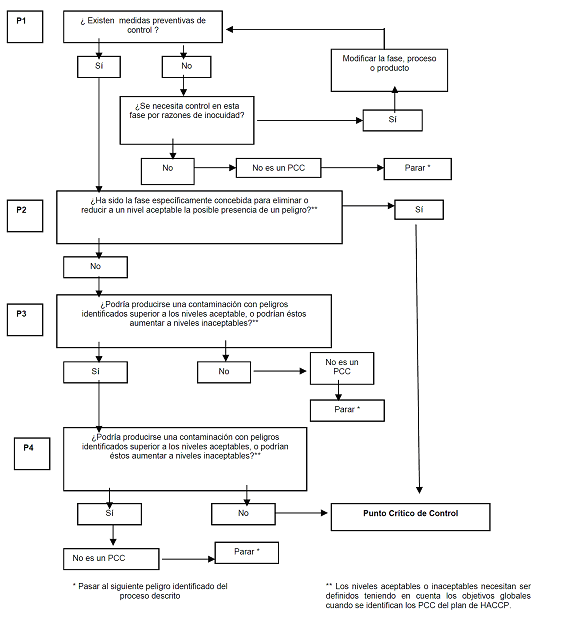 P1
¿ Existen medidas preventivas de
control ?
Sí
No
Modificar la fase, proceso
o producto
¿Se necesita control en esta
fase por razones de inocuidad?
Sí
No
No es un PCC
Parar *
P2
¿Ha sido la fase específicamente concebida para eliminar o
reducir a un nivel aceptable la posible presencia de un peligro?**
Sí
No
P3
¿Podría producirse una contaminación con peligros
identificados superior a los niveles aceptable, o podrían éstos
aumentar a niveles inaceptables?**
Sí
No
No es un
PCC
Parar *
P4
¿Podría producirse una contaminación con peligros
identificados superior a los niveles aceptables, o podrían
éstos aumentar a niveles inaceptables?**
Sí
No
Punto Crítico de Control
No es un PCC
Parar *
* Pasar al siguiente peligro identificado del
proceso descrito
** Los niveles aceptables o inaceptables necesitan ser
definidos teniendo en cuenta los objetivos globales
cuando se identifican los PCC del plan de HACCP.